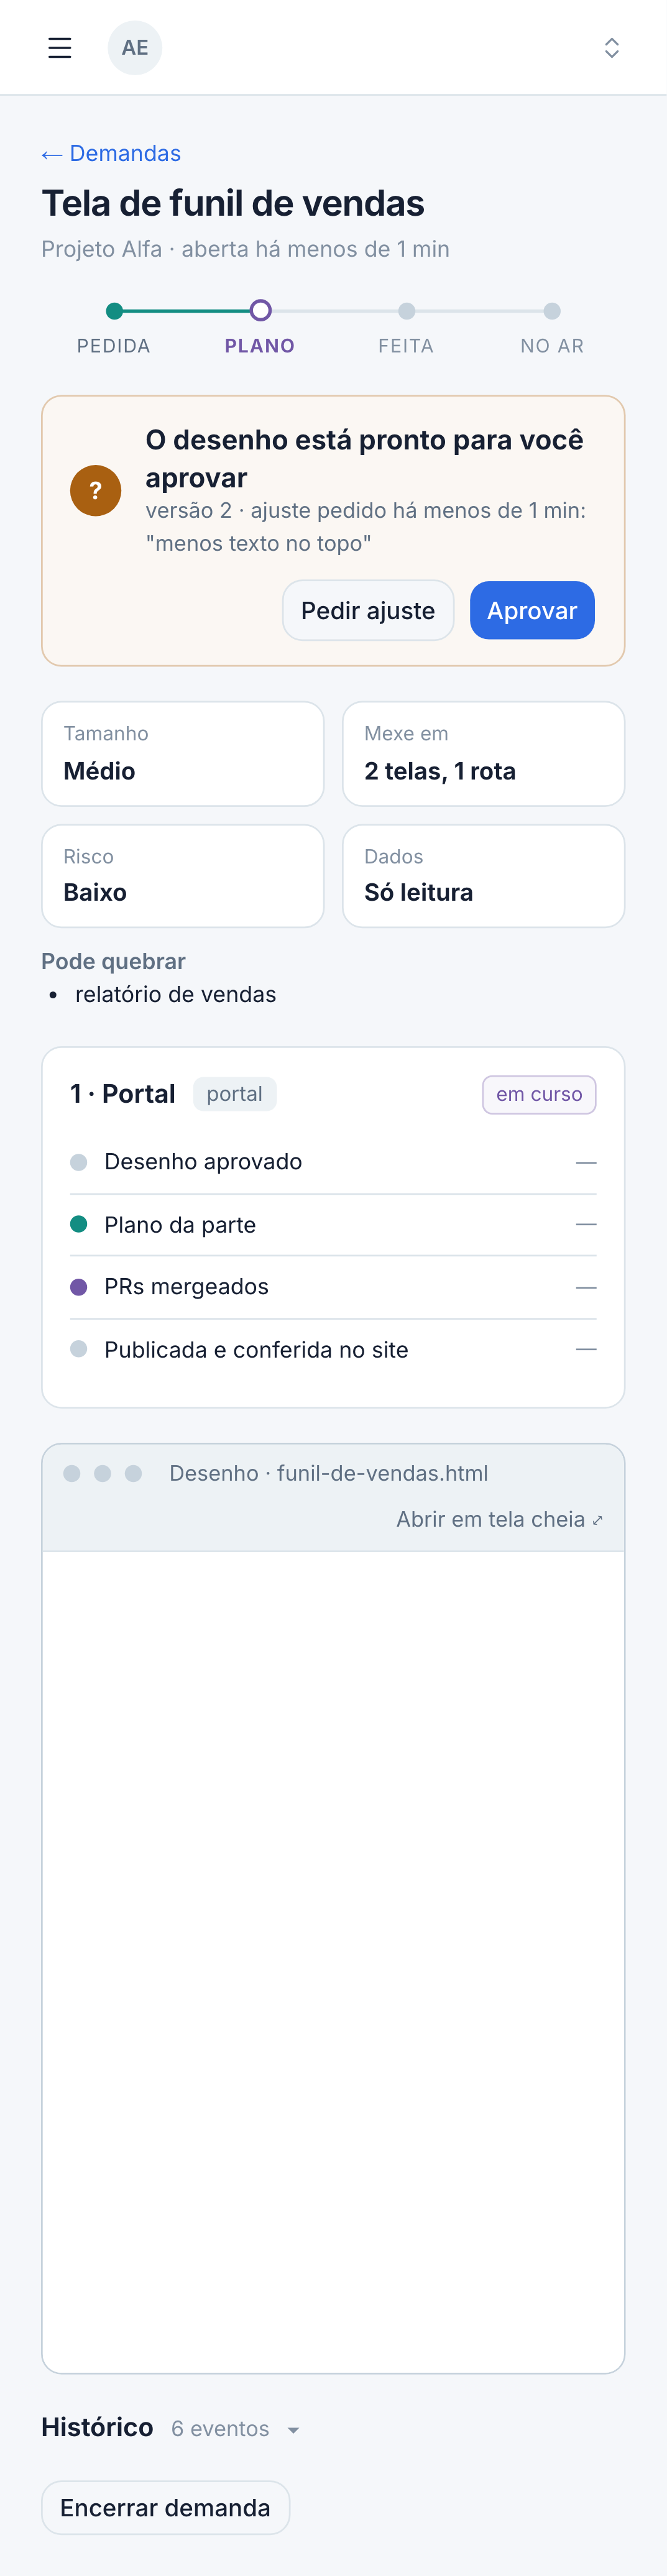 AE
← Demandas
Tela de funil de vendas
Projeto Alfa · aberta há menos de 1 min
PEDIDA PLANO FEITA NO AR
?
O desenho está pronto para você
aprovar
versão 2 · ajuste pedido há menos de 1 min:
"menos texto no topo"
Pedir ajuste Aprovar
Tamanho
Médio
Mexe em
2 telas, 1 rota
Risco
Baixo
Dados
Só leitura
Pode quebrar
• relatório de vendas
1 · Portal portal em curso
Desenho aprovado —
Plano da parte —
PRs mergeados —
Publicada e conferida no site —
Desenho · funil-de-vendas.html
Abrir em tela cheia ⤢
Histórico 6 eventos
Encerrar demanda